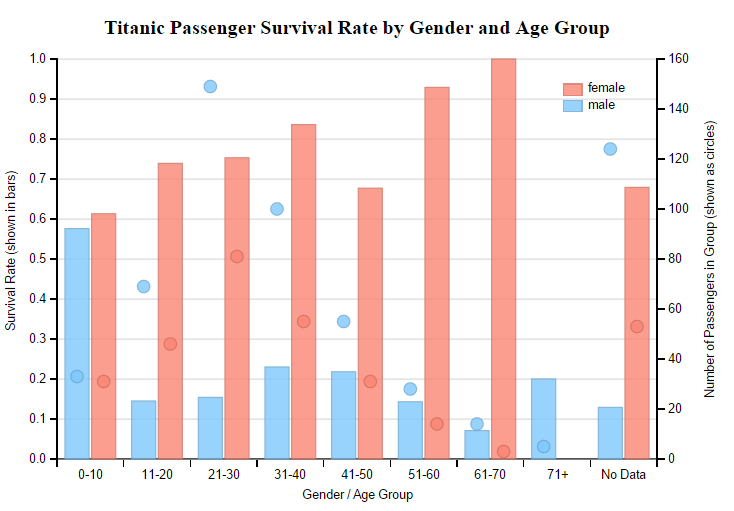 Titanic Passenger Survival Rate by Gender and Age Group
Survival Rate (shown in bars)
1.0
0.9
0.8
0.7
0.6
0.5
0.4
0.3
0.2
0.1
0.0
female
male
160
140
120
100
80
60
40
20
0
Number of Passengers in Group (shown as circles)
0-10 11-20 21-30 31-40 41-50 51-60 61-70 71+ No Data
Gender / Age Group